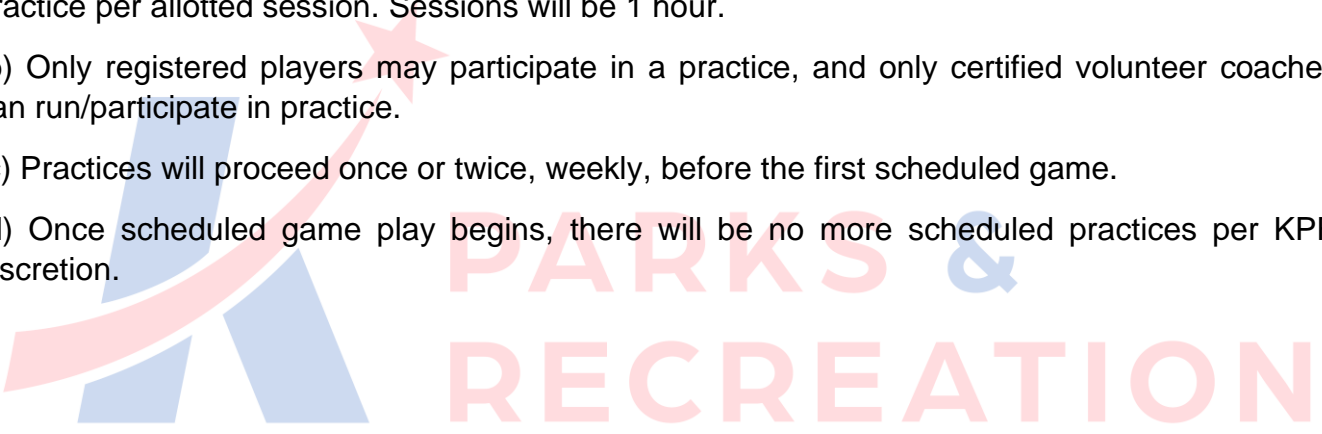 ractice per allotted session. Sessions will be 1 hour.
) Only registered players may participate in a practice, and only certified volunteer coache
an run/participate in practice.
) Practices will proceed once or twice, weekly, before the first scheduled game.
) Once scheduled game play begins, there will be no more scheduled practices per KP
scretion.
PARKS &
RECREATION